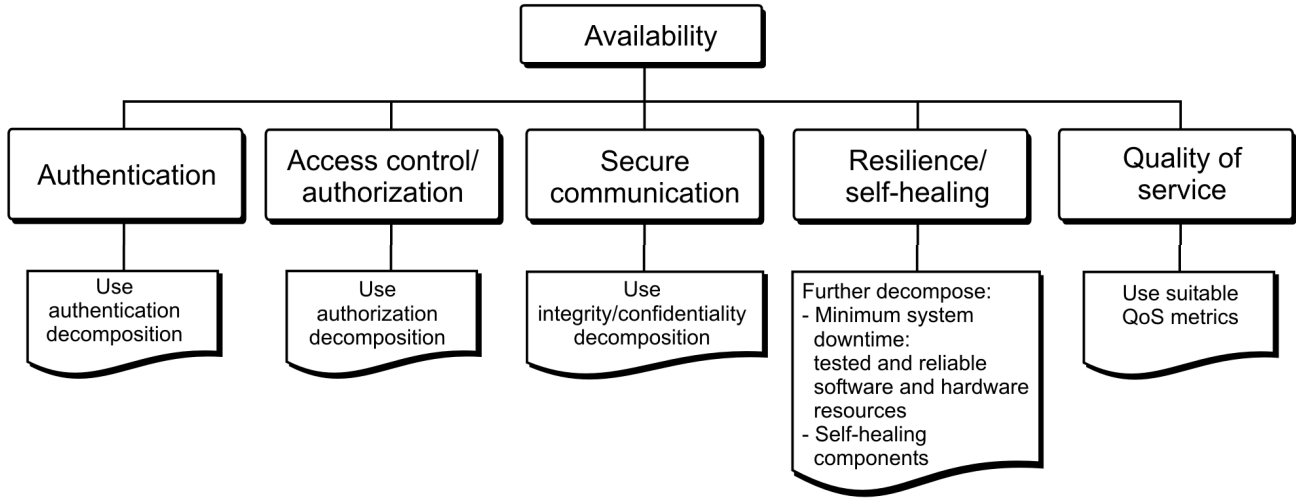 Availability
Authentication
Access control/
authorization
Secure
communication
Resilience/
self-healing
Quality of
service
Use
authentication
decomposition
Use
authorization
decomposition
Use
integrity/confidentiality
decomposition
Further decompose:
- Minimum system
downtime:
tested and reliable
software and hardware
resources
- Self-healing
components
Use suitable
QoS metrics